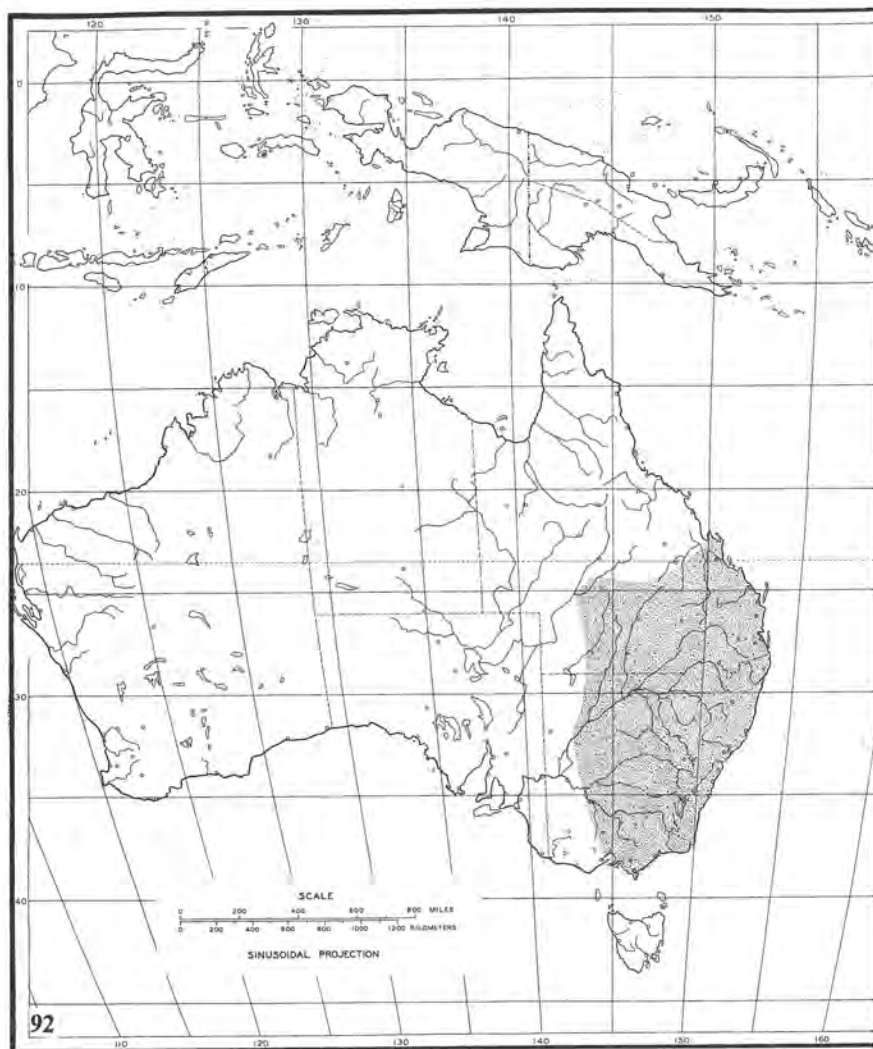 120 130 140 150
0
10
20
30
40
SCALE
0 200 400 600 800 MILES
0 200 400 600 800 1000 1200 KILOMETERS
SINUSOIDAL PROJECTION
92
110 120 130 140 150 160